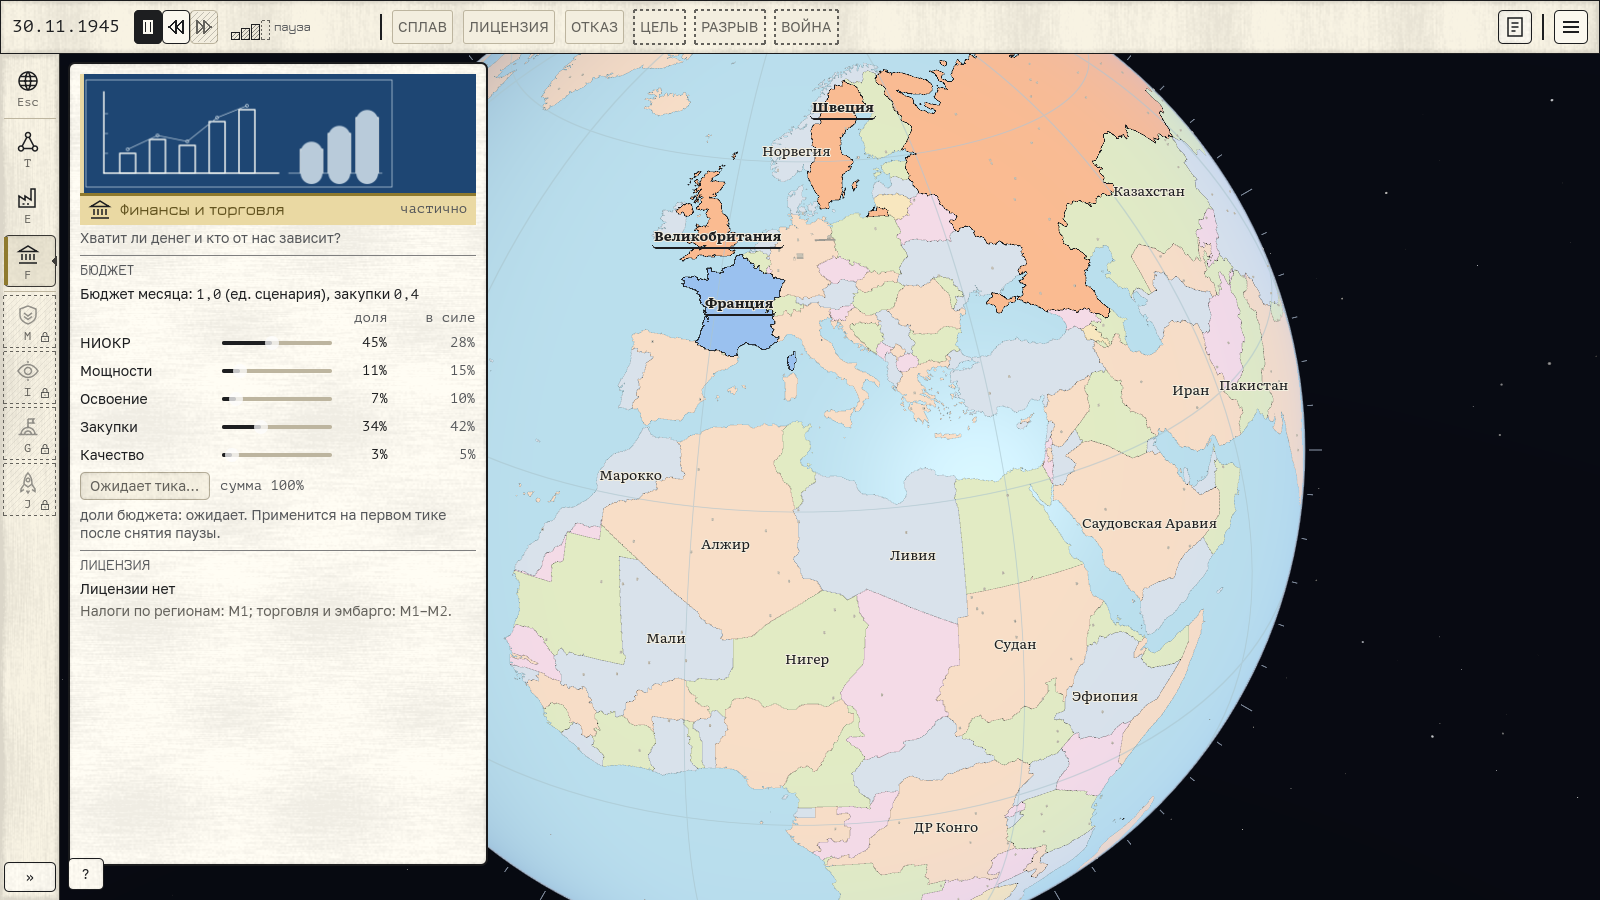 30.11.1945
пауза
СПЛАВ
ЛИЦЕНЗИЯ
ОТКАЗ
ЦЕЛЬ
РАЗРЫВ
ВОЙНА
Esc
T
E
F
M
I
G
J
»
?
Финансы и торговля
частично
Хватит ли денег и кто от нас зависит?
БЮДЖЕТ
Бюджет месяца: 1,0 (ед. сценария), закупки 0,4
доля в силе
НИОКР 45% 28%
Мощности 11% 15%
Освоение 7% 10%
Закупки 34% 42%
Качество 3% 5%
Ожидает тика… сумма 100%
доли бюджета: ожидает. Применится на первом тике
после снятия паузы.
ЛИЦЕНЗИЯ
Лицензии нет
Налоги по регионам: M1; торговля и эмбарго: M1–M2.
Швеция
Норвегия
Казахстан
Великобритания
Франция
Иран
Пакистан
Марокко
Саудовская Аравия
Алжир
Ливия
Мали
Нигер
Судан
Эфиопия
ДР Конго